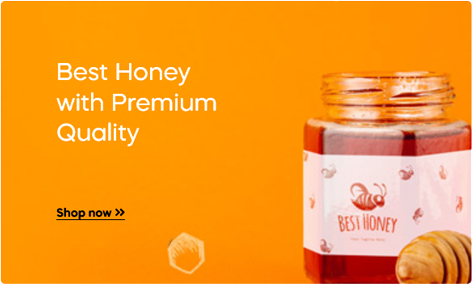 Best Honey
with Premium
Quality
Shop now »
BEST HONEY